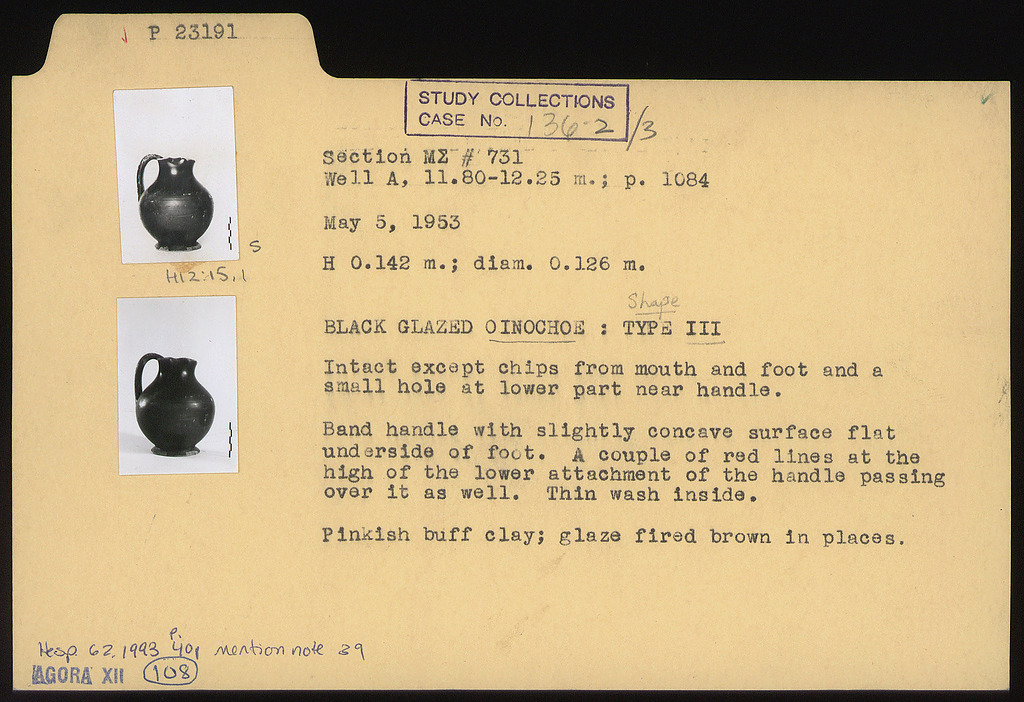 P 23191
STUDY COLLECTIONS
CASE No. 136-2/3
Section ΜΣ # 731
Well A, 11.80-12.25 m.; p. 1084
May 5, 1953
S
H 0.142 m.; diam. 0.126 m.
H12:15.1
Shape
BLACK GLAZED OINOCHOE : TYPE III
Intact except chips from mouth and foot and a
small hole at lower part near handle.
Band handle with slightly concave surface flat
underside of foot. A couple of red lines at the
high of the lower attachment of the handle passing
over it as well. Thin wash inside.
Pinkish buff clay; glaze fired brown in places.
Hesp 62, 1993 p. 401 mention note 39
AGORA XII 108